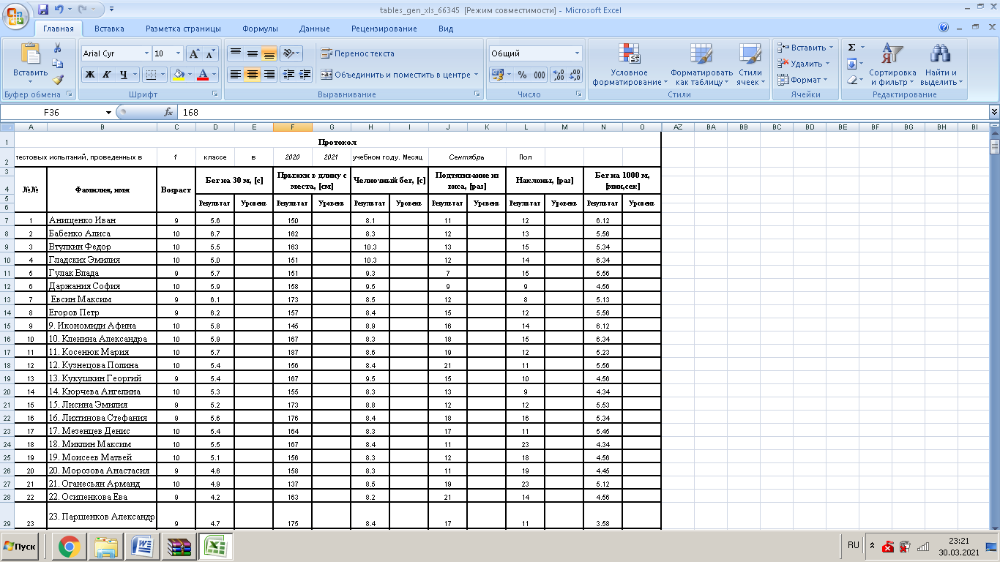 tables_gen_xls_66345 [Режим совместимости] - Microsoft Excel
Главная Вставка Разметка страницы Формулы Данные Рецензирование Вид
Вставить
Буфер обмена
Arial Cyr 10
Ж К Ч
Шрифт
Перенос текста
Объединить и поместить в центре
Выравнивание
Общий
% 000
Число
Условное форматирование
Форматировать как таблицу
Стили ячеек
Стили
Вставить
Удалить
Формат
Ячейки
Сортировка и фильтр
Найти и выделить
Редактирование
F36 fx 168
A B C D E F G H I J K L M N O AZ BA BB BC BD BE BF BG BH BI
1 Протокол
2 тестовых испытаний, проведенных в 1 классе в 2020 2021 учебном году. Месяц Сентябрь Пол
3
4 №№ Фамилия, имя Возраст Бег на 30 м, [с] Прыжки в длину с места, [см] Челночный бег, [с] Подтягивание из виса, [раз] Наклоны, [раз] Бег на 1000 м, [мин,сек]
5
6 Результат Уровень Результат Уровень Результат Уровень Результат Уровень Результат Уровень Результат Уровень
7 1 Анищенко Иван 9 5.6 150 8.1 11 12 6.12
8 2 Бабенко Алиса 10 6.7 162 8.3 12 13 5.56
9 3 Втулкин Федор 10 5.5 163 10.3 13 15 5.34
10 4 Гладских Эмилия 10 5.0 151 10.3 12 14 6.34
11 5 Гулак Влада 9 5.7 151 9.3 7 15 5.56
12 6 Даржания София 10 5.9 158 9.5 9 9 4.56
13 7 Евсин Максим 9 6.1 173 8.5 12 8 5.13
14 8 Егоров Петр 9 6.2 157 8.4 15 12 5.56
15 9 9. Икономиди Афина 10 5.8 145 8.9 16 14 6.12
16 10 10. Кленина Александра 10 5.9 167 8.3 18 15 6.34
17 11 11. Косенюк Мария 10 5.7 187 8.6 19 12 5.23
18 12 12. Кузнецова Полина 10 5.4 156 8.4 21 11 5.56
19 13 13. Кукушкин Георгий 9 5.4 167 9.5 15 10 4.56
20 14 14. Кюрчева Ангелина 10 5.3 155 8.3 13 9 4.34
21 15 15. Лисина Эмилия 9 5.2 173 8.8 12 12 5.53
22 16 16. Лихтинова Стефания 9 5.6 176 8.4 18 16 5.34
23 17 17. Мезенцев Денис 10 5.4 164 8.3 17 11 5.45
24 18 18. Миклин Максим 10 5.5 167 8.4 11 23 4.34
25 19 19. Моисеев Матвей 10 5.1 156 8.3 12 18 4.56
26 20 20. Морозова Анастасия 9 4.6 158 8.3 11 19 4.45
27 21 21. Оганесьян Арманд 10 4.9 137 8.5 19 23 5.12
28 22 22. Осипенкова Ева 9 4.2 163 8.2 21 14 4.56
29 23 23. Паршенков Александр 9 4.7 175 8.4 17 11 3.58
Пуск RU 23:21
30.03.2021